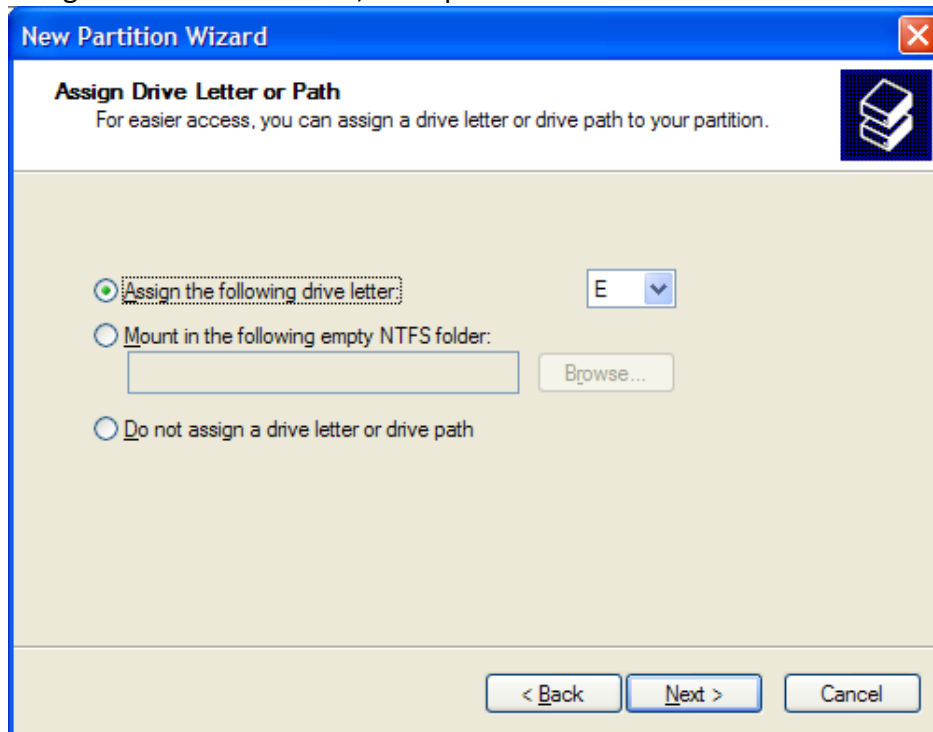 New Partition Wizard
Assign Drive Letter or Path
For easier access, you can assign a drive letter or drive path to your partition.
Assign the following drive letter: E
Mount in the following empty NTFS folder:
Browse...
Do not assign a drive letter or drive path
< Back Next > Cancel